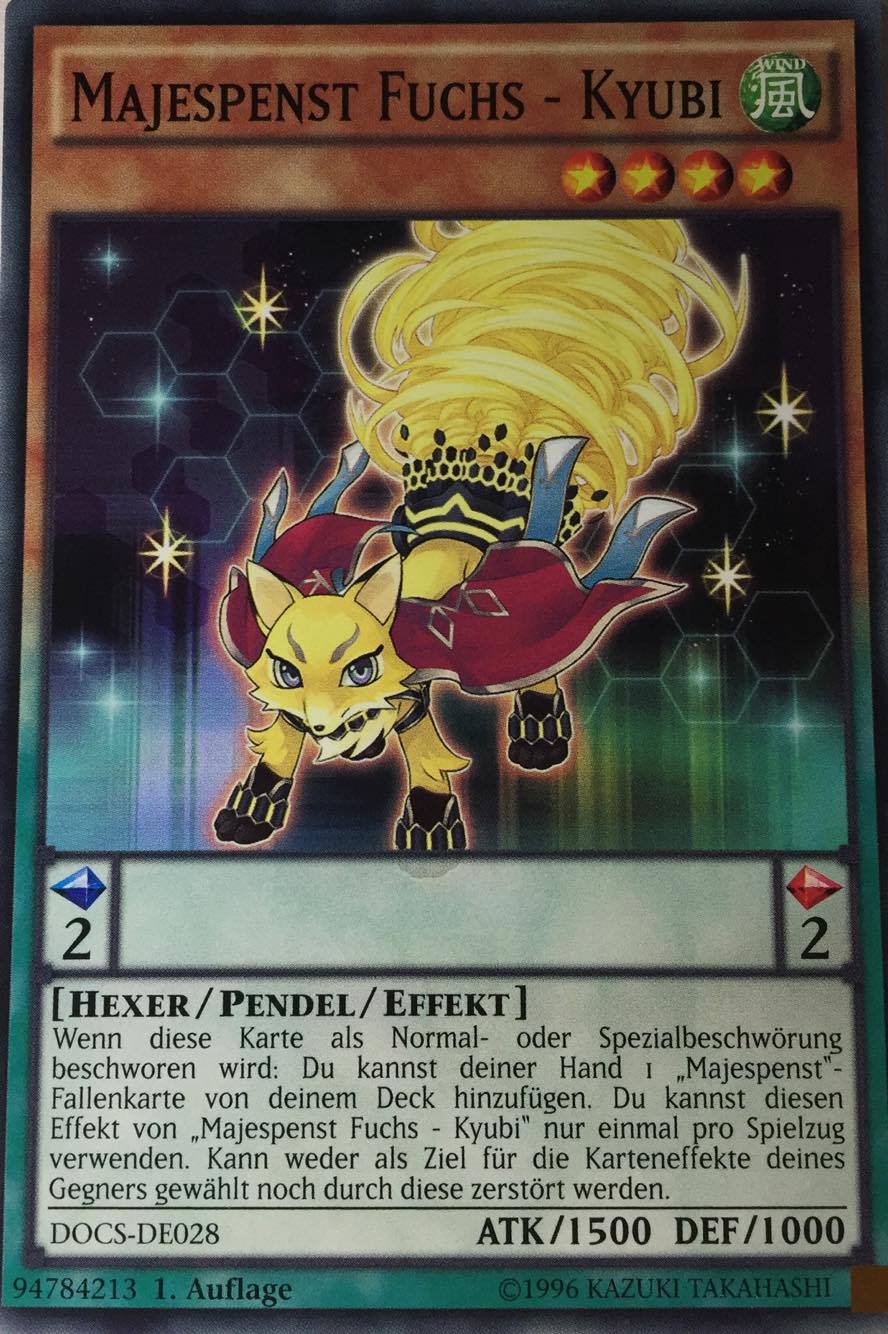 Majespenst Fuchs - Kyubi
WIND
風
2
2
[Hexer/Pendel/Effekt]
Wenn diese Karte als Normal- oder Spezialbeschwörung
beschworen wird: Du kannst deiner Hand 1 „Majespenst"-
Fallenkarte von deinem Deck hinzufügen. Du kannst diesen
Effekt von „Majespenst Fuchs - Kyubi" nur einmal pro Spielzug
verwenden. Kann weder als Ziel für die Karteneffekte deines
Gegners gewählt noch durch diese zerstört werden.
DOCS-DE028 ATK/1500 DEF/1000
94784213 1. Auflage ©1996 KAZUKI TAKAHASHI